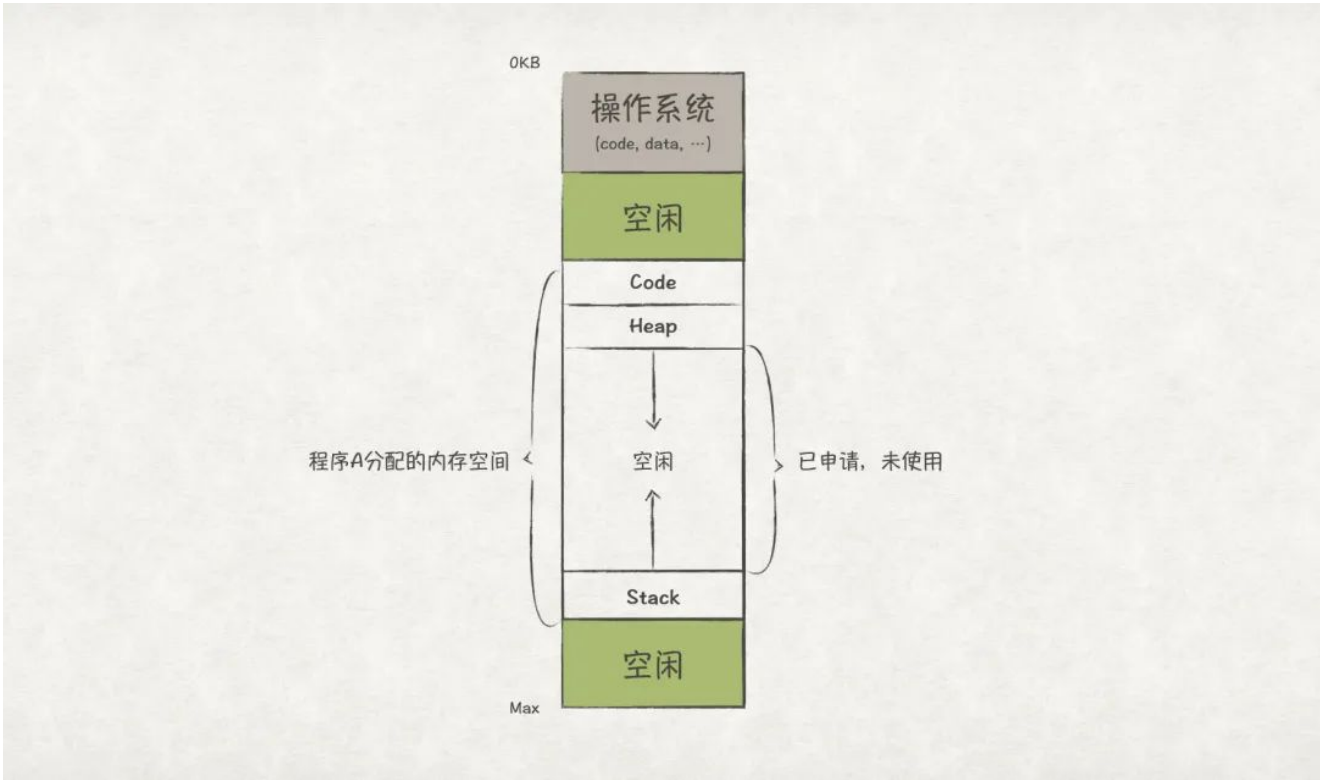 0KB
操作系统
(code, data, …)
空闲
Code
Heap
程序A分配的内存空间
空闲
已申请，未使用
Stack
空闲
Max